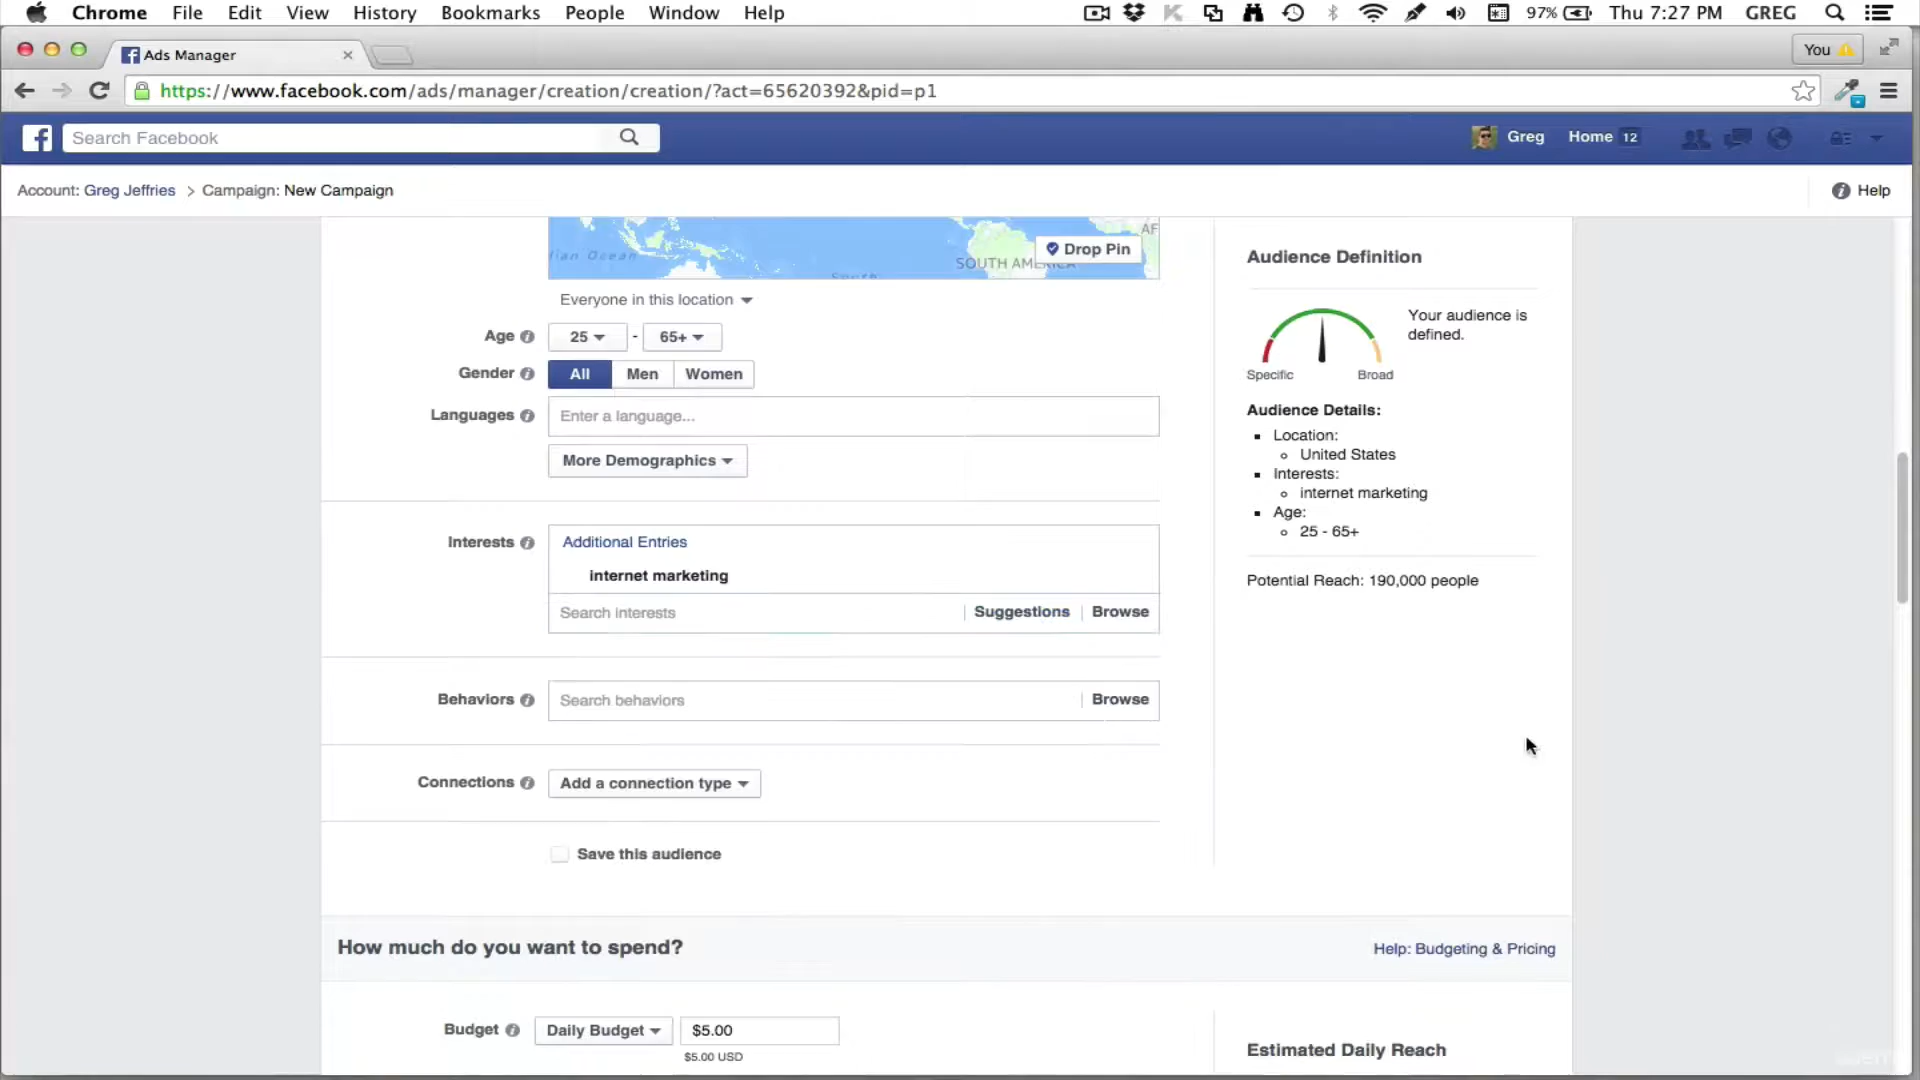 Chrome File Edit View History Bookmarks People Window Help 97% Thu 7:27 PM GREG
Ads Manager You
https://www.facebook.com/ads/manager/creation/creation/?act=65620392&pid=p1
Search Facebook Greg Home 12
Account: Greg Jeffries > Campaign: New Campaign Help
AF
Drop Pin
SOUTH AMERICA
Everyone in this location
Age 25 - 65+
Gender All Men Women
Languages Enter a language...
More Demographics
Interests Additional Entries
internet marketing
Search interests Suggestions Browse
Behaviors Search behaviors Browse
Connections Add a connection type
Save this audience
Audience Definition
Your audience is
defined.
Specific Broad
Audience Details:
Location:
United States
Interests:
internet marketing
Age:
25 - 65+
Potential Reach: 190,000 people
How much do you want to spend? Help: Budgeting & Pricing
Budget Daily Budget $5.00
$5.00 USD
Estimated Daily Reach